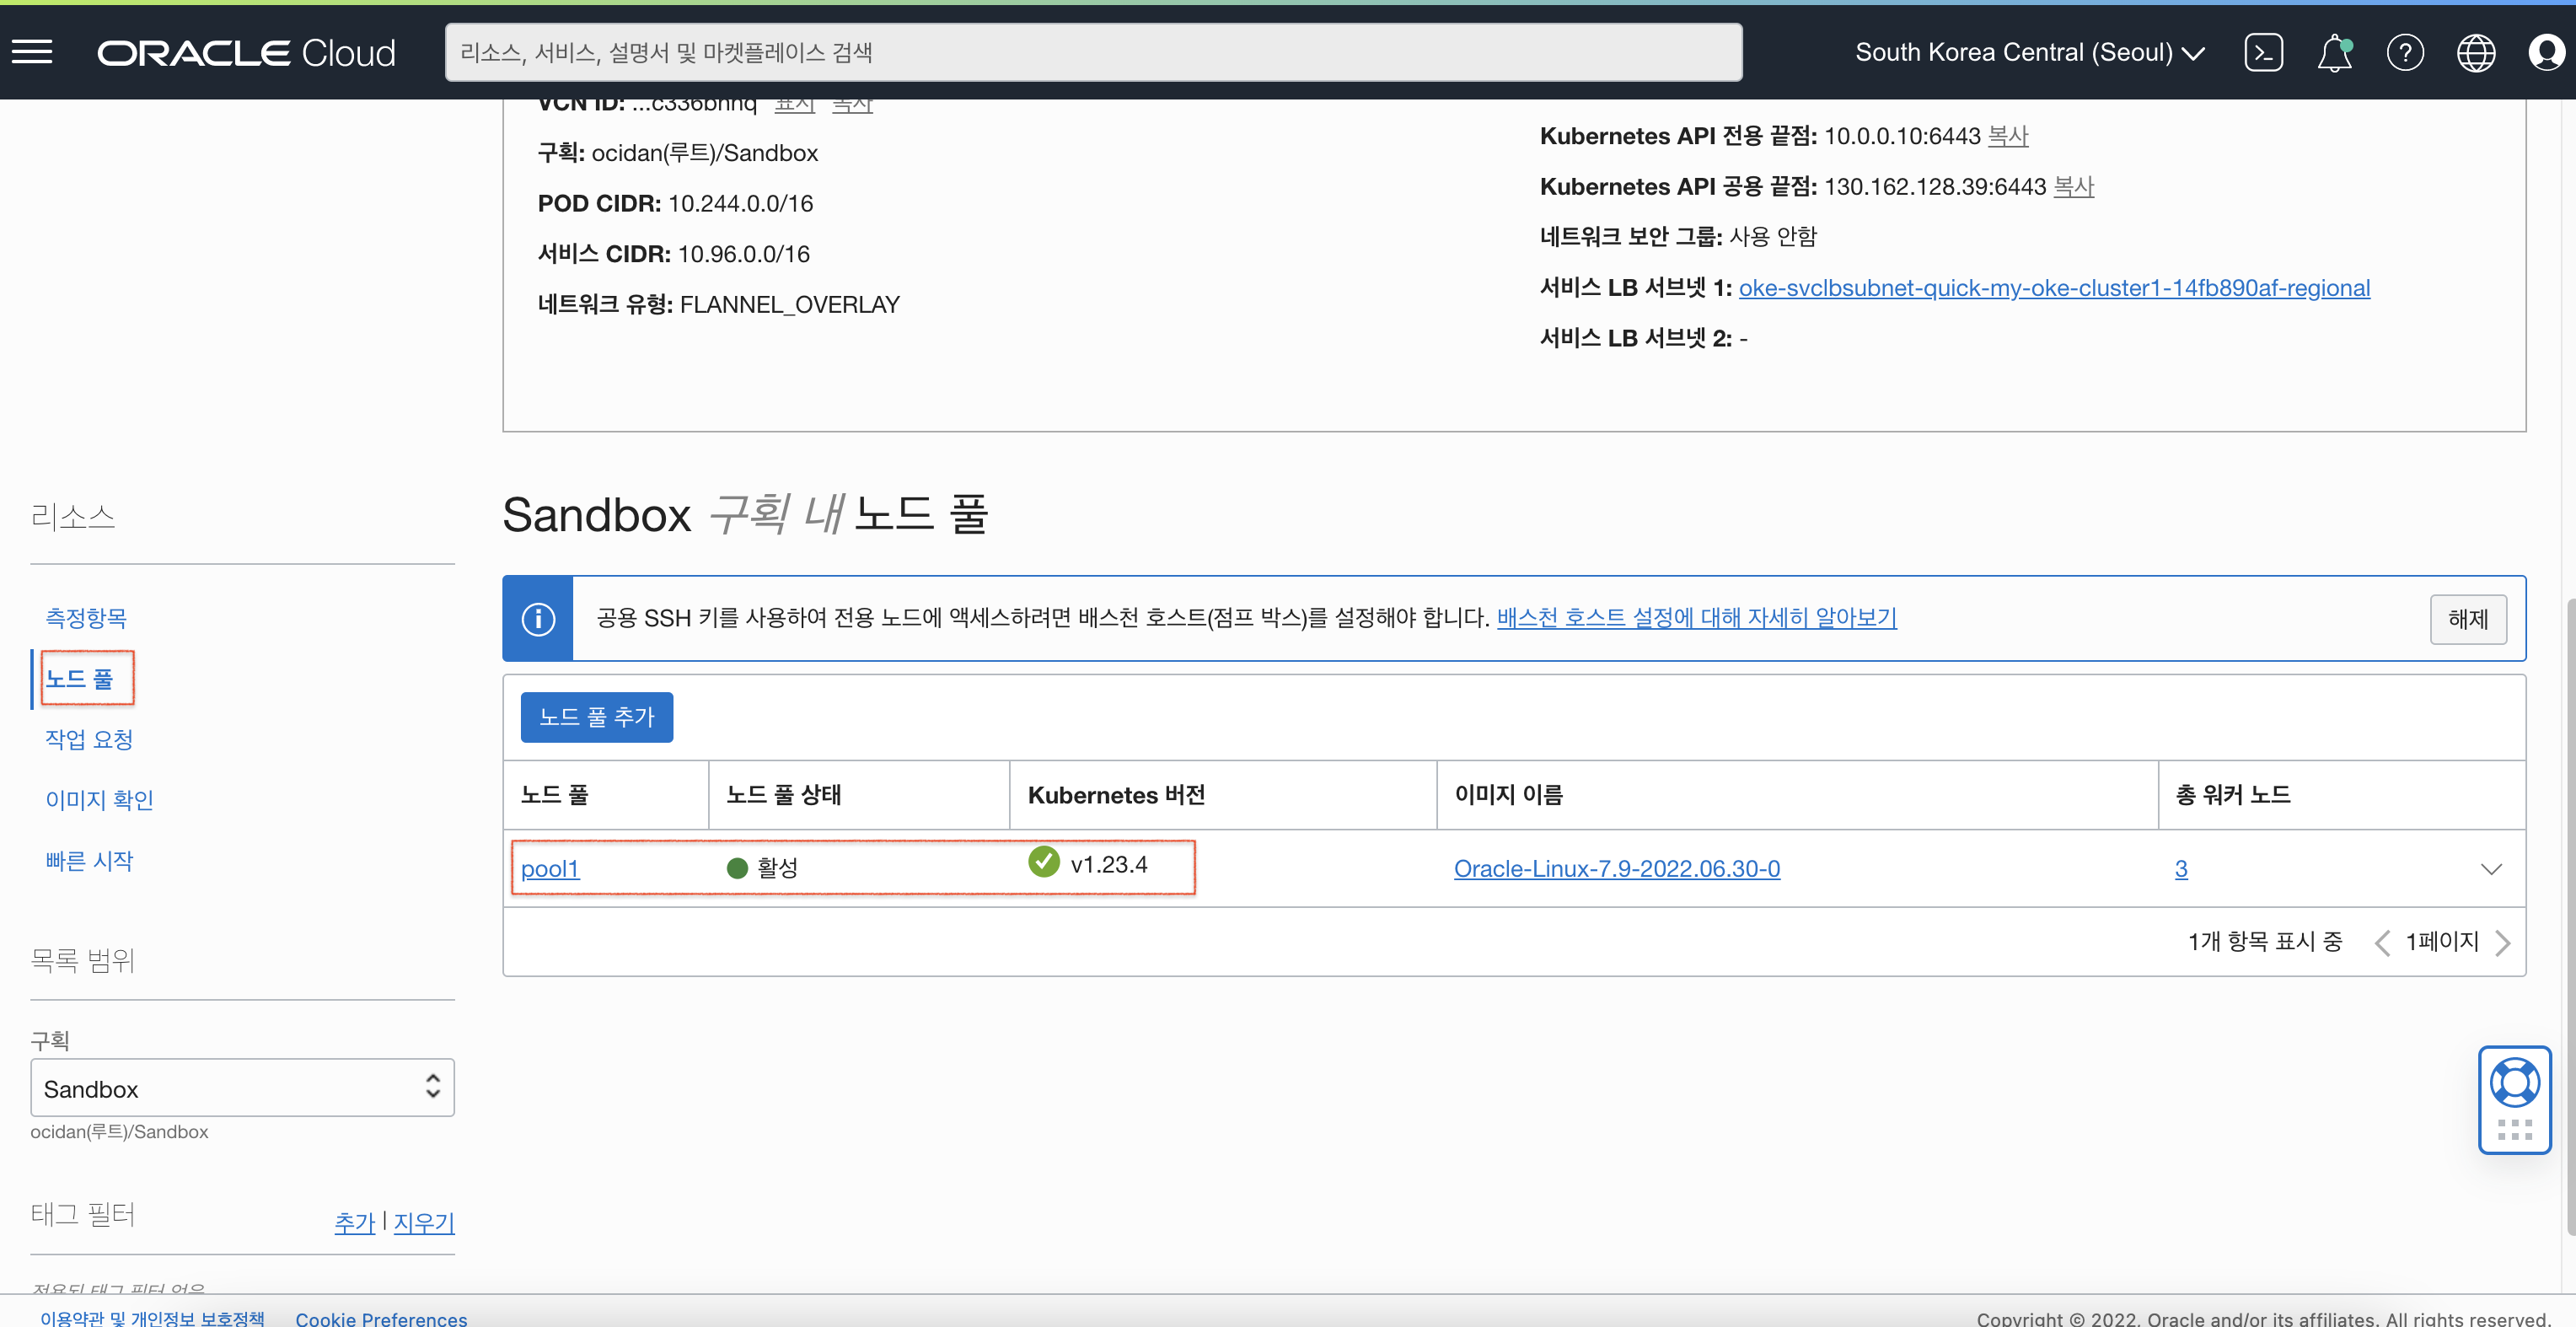 ORACLE Cloud
리소스, 서비스, 설명서 및 마켓플레이스 검색
South Korea Central (Seoul)
VCN ID: ...c336bnhq 표시 복사
구획: ocidan(루트)/Sandbox
POD CIDR: 10.244.0.0/16
서비스 CIDR: 10.96.0.0/16
네트워크 유형: FLANNEL_OVERLAY
Kubernetes API 전용 끝점: 10.0.0.10:6443 복사
Kubernetes API 공용 끝점: 130.162.128.39:6443 복사
네트워크 보안 그룹: 사용 안함
서비스 LB 서브넷 1: oke-svclbsubnet-quick-my-oke-cluster1-14fb890af-regional
서비스 LB 서브넷 2: -
리소스
측정항목
노드 풀
작업 요청
이미지 확인
빠른 시작
목록 범위
구획
Sandbox
ocidan(루트)/Sandbox
태그 필터
추가 | 지우기
적용된 태그 필터 없음
Sandbox 구획 내 노드 풀
공용 SSH 키를 사용하여 전용 노드에 액세스하려면 배스천 호스트(점프 박스)를 설정해야 합니다. 배스천 호스트 설정에 대해 자세히 알아보기
해제
노드 풀 추가
노드 풀 노드 풀 상태 Kubernetes 버전 이미지 이름 총 워커 노드
pool1 활성 v1.23.4 Oracle-Linux-7.9-2022.06.30-0 3
1개 항목 표시 중 1페이지
이용약관 및 개인정보 보호정책 Cookie Preferences
Copyright © 2022, Oracle and/or its affiliates. All rights reserved.